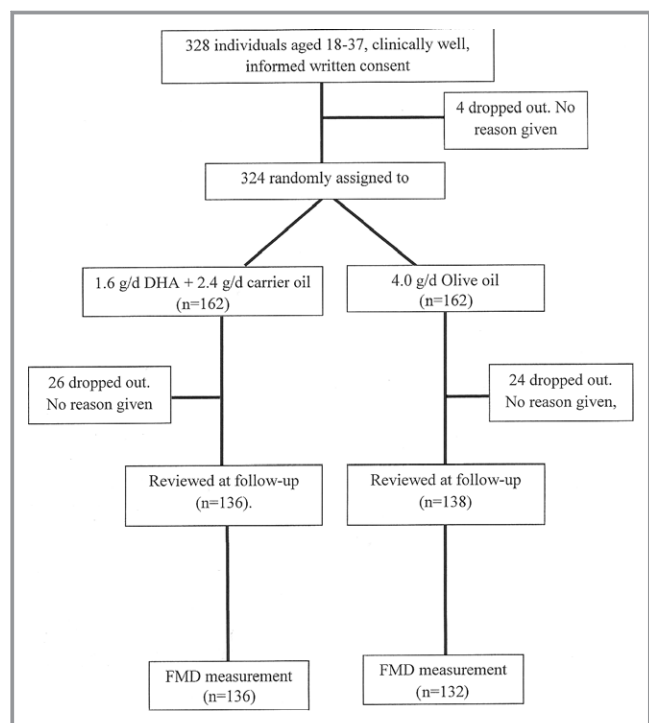 328 individuals aged 18-37, clinically well,
informed written consent
4 dropped out. No
reason given
324 randomly assigned to
1.6 g/d DHA + 2.4 g/d carrier oil
(n=162)
4.0 g/d Olive oil
(n=162)
26 dropped out.
No reason given
24 dropped out.
No reason given,
Reviewed at follow-up
(n=136).
Reviewed at follow-up
(n=138)
FMD measurement
(n=136)
FMD measurement
(n=132)